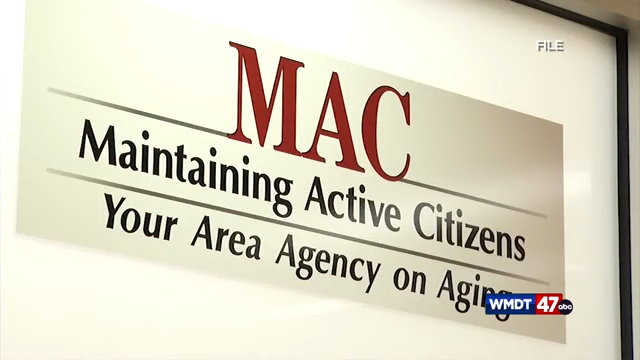 FILE
MAC
Maintaining Active Citizens
Your Area Agency on Aging
WMDT 47 abc